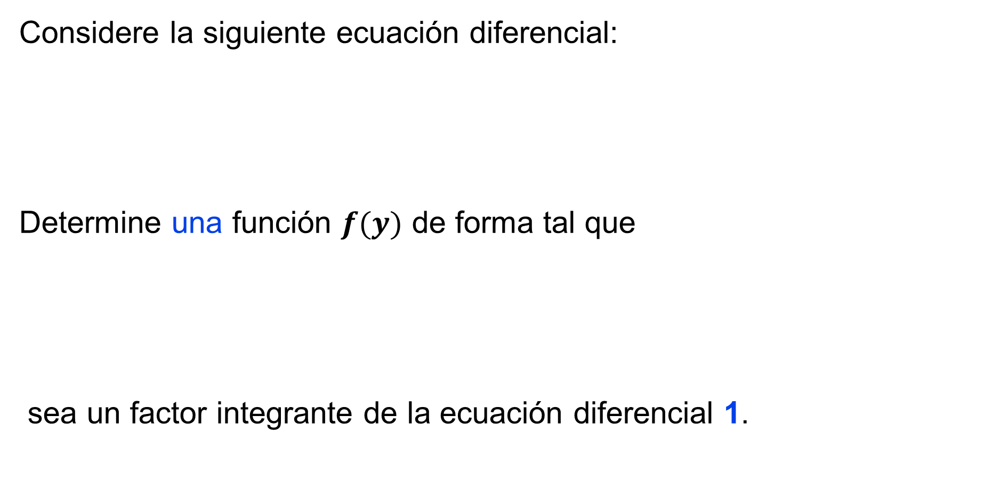 Considere la siguiente ecuación diferencial:
Determine una función f(y) de forma tal que
sea un factor integrante de la ecuación diferencial 1.